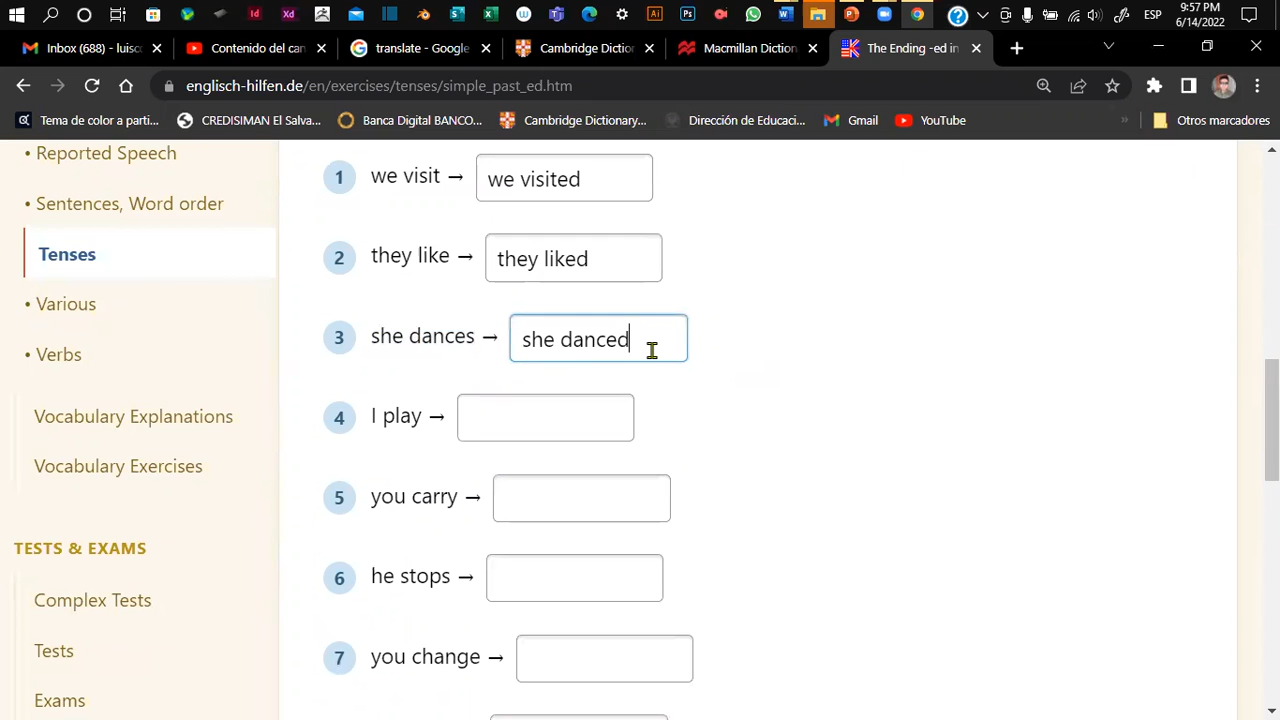 9:57 PM
ESP
6/14/2022
Inbox (688) - luisc
Contenido del can
translate - Google
Cambridge Diction
Macmillan Diction
The Ending -ed in
englisch-hilfen.de/en/exercises/tenses/simple_past_ed.htm
Tema de color a parti...
CREDISIMAN El Salva...
Banca Digital BANCO...
Cambridge Dictionary...
Dirección de Educaci...
Gmail
YouTube
»
Otros marcadores
• Reported Speech
• Sentences, Word order
Tenses
• Various
• Verbs
Vocabulary Explanations
Vocabulary Exercises
TESTS & EXAMS
Complex Tests
Tests
Exams
1 we visit → we visited
2 they like → they liked
3 she dances → she danced
4 I play →
5 you carry →
6 he stops →
7 you change →